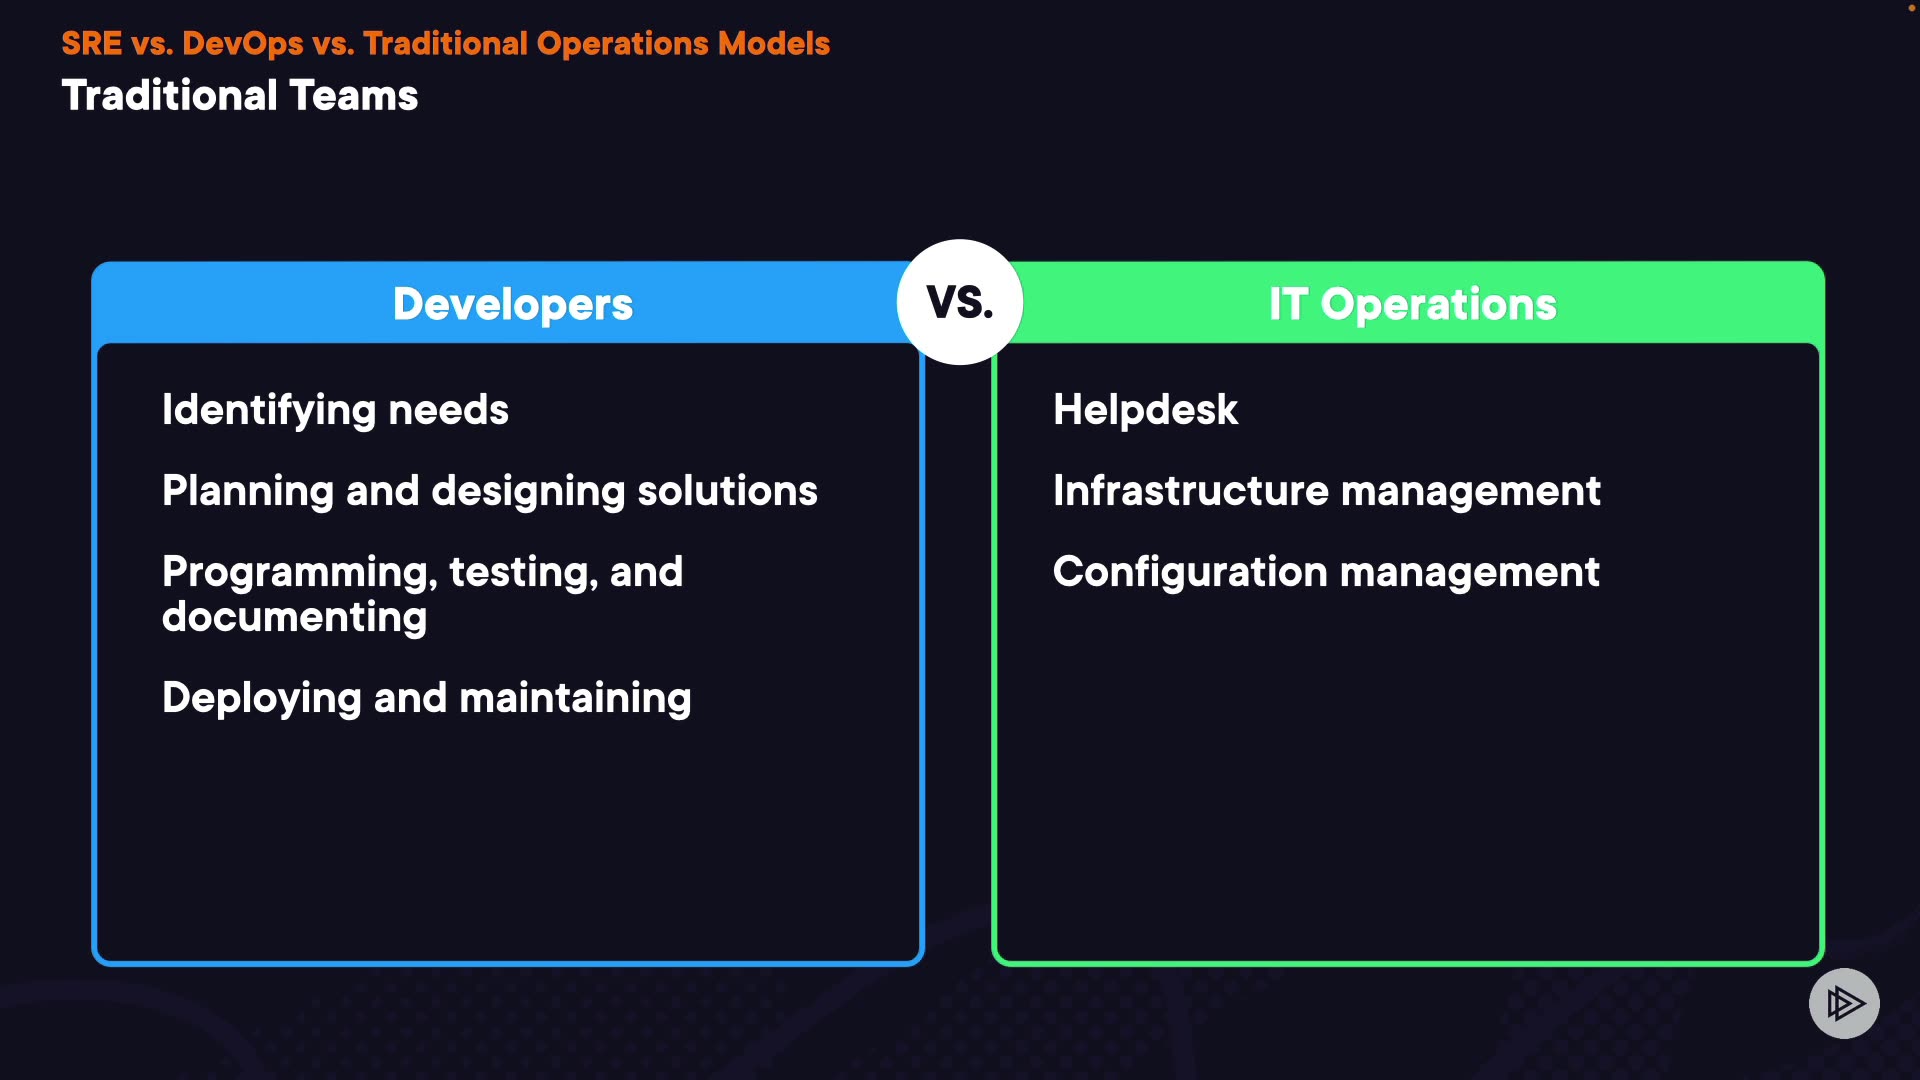 SRE vs. DevOps vs. Traditional Operations Models
Traditional Teams
Developers
VS.
IT Operations
Identifying needs
Planning and designing solutions
Programming, testing, and
documenting
Deploying and maintaining
Helpdesk
Infrastructure management
Configuration management